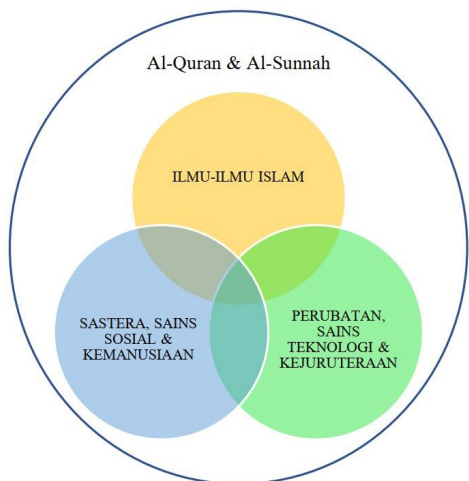 Al-Quran & Al-Sunnah
ILMU-ILMU ISLAM
SASTERA, SAINS
SOSIAL &
KEMANUSIAAN
PERUBATAN,
SAINS
TEKNOLOGI &
KEJURUTERAAN